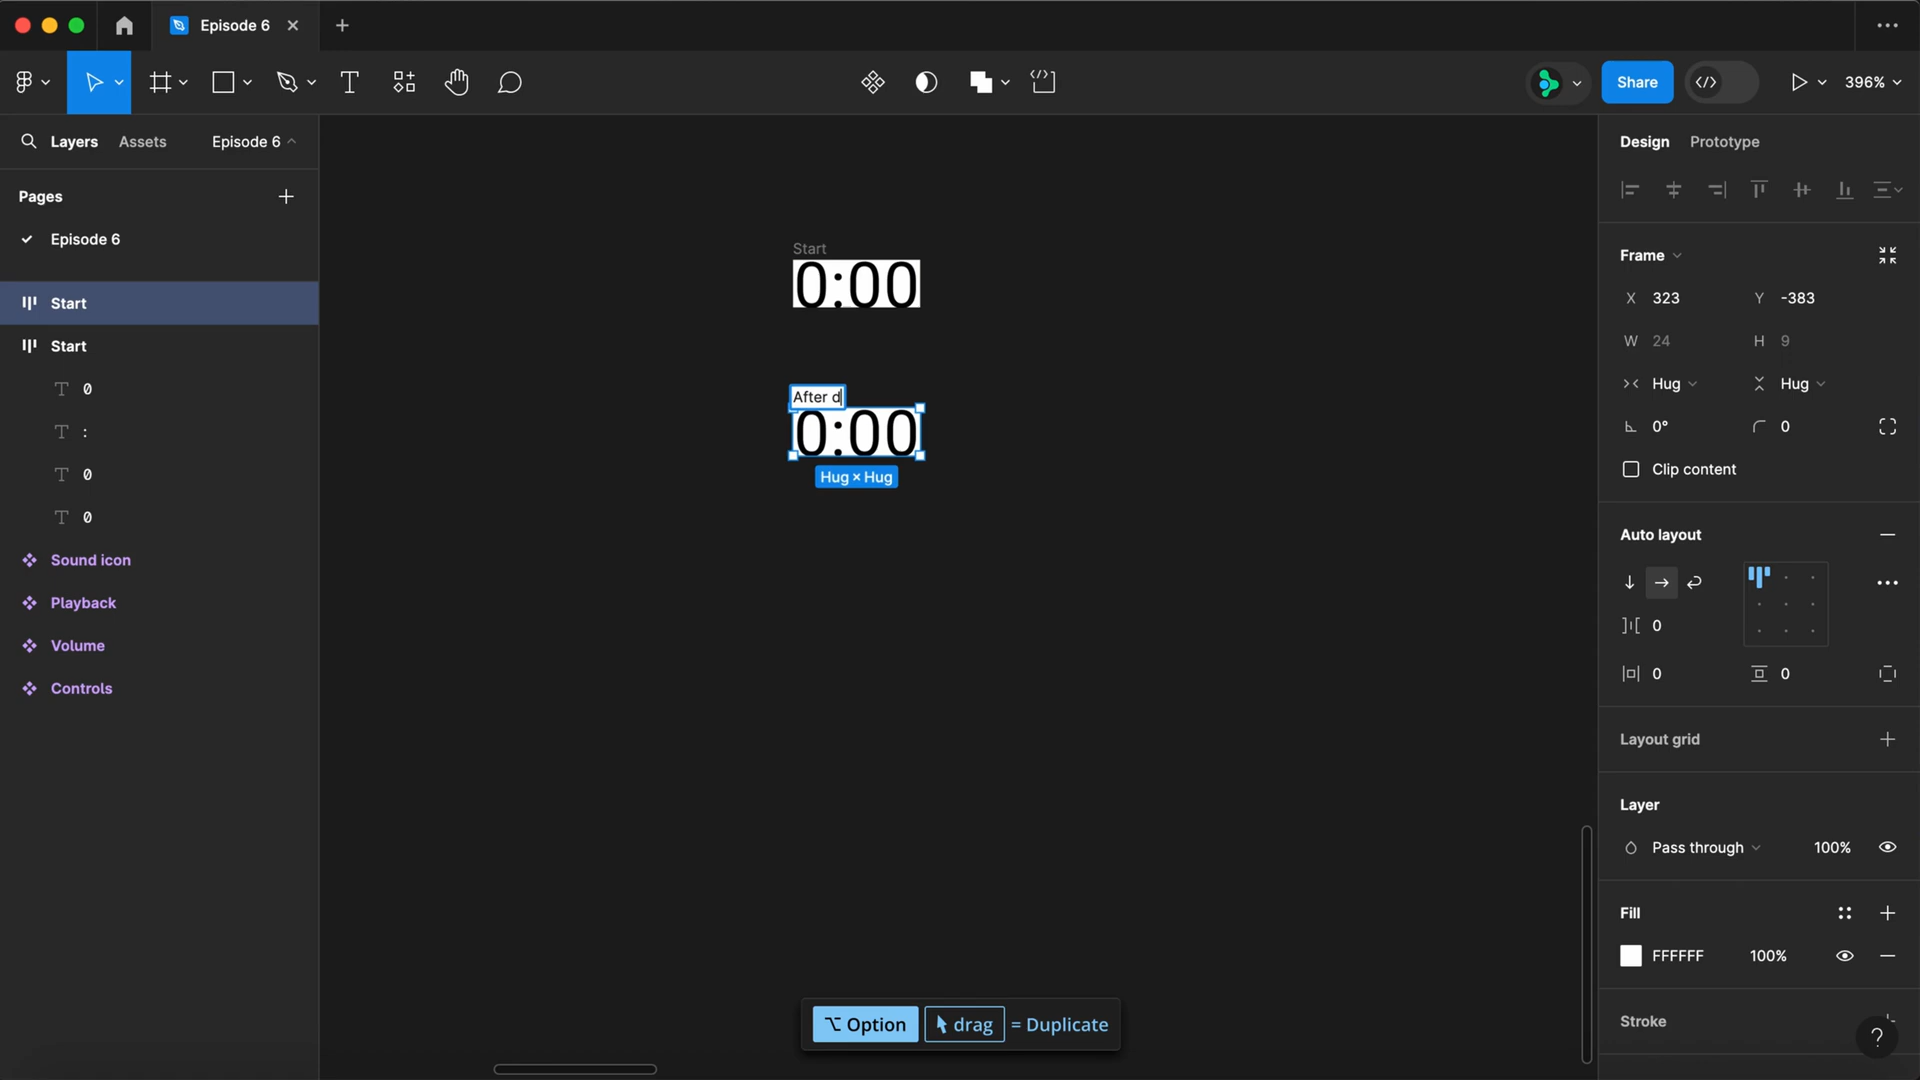 Episode 6
Share
396%
Layers
Assets
Episode 6
Pages
Episode 6
Start
Start
0
:
0
0
Sound icon
Playback
Volume
Controls
Start
0:00
After d
0:00
Hug × Hug
⌥ Option
drag
= Duplicate
Design
Prototype
Frame
X 323
Y -383
W 24
H 9
Hug
Hug
0°
0
Clip content
Auto layout
0
0
0
Layout grid
Layer
Pass through
100%
Fill
FFFFFF
100%
Stroke
?